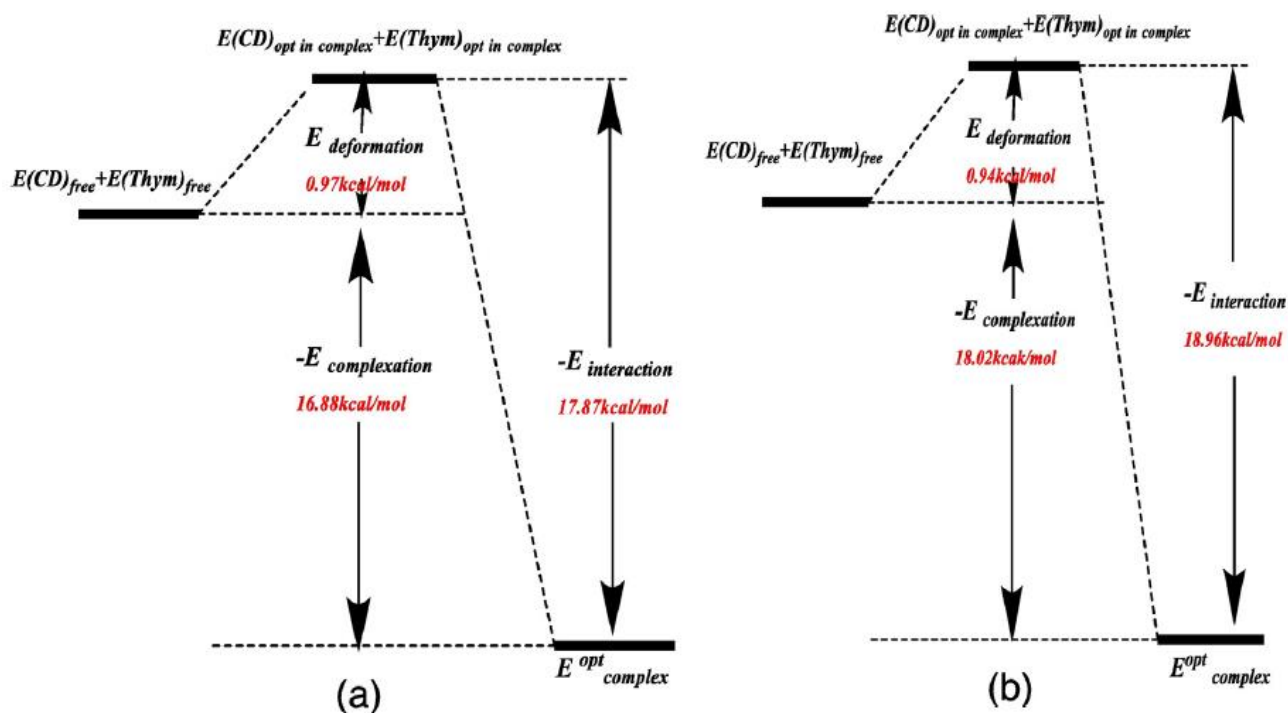 E(CD)opt in complex+E(Thym)opt in complex
E deformation
0.97kcal/mol
E(CD)free+E(Thym)free
-E complexation
16.88kcal/mol
-E interaction
17.87kcal/mol
E opt complex
(a)
E(CD)opt in complex+E(Thym)opt in complex
E deformation
0.94kcal/mol
E(CD)free+E(Thym)free
-E complexation
18.02kcak/mol
-E interaction
18.96kcal/mol
E opt complex
(b)